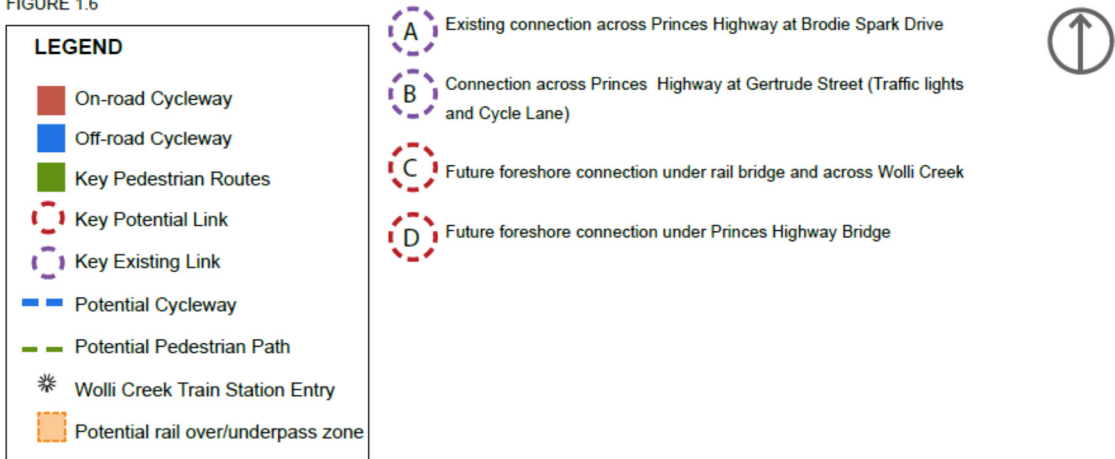 FIGURE 1.6
LEGEND
On-road Cycleway
Off-road Cycleway
Key Pedestrian Routes
Key Potential Link
Key Existing Link
Potential Cycleway
Potential Pedestrian Path
Wolli Creek Train Station Entry
Potential rail over/underpass zone
A Existing connection across Princes Highway at Brodie Spark Drive
B Connection across Princes Highway at Gertrude Street (Traffic lights
and Cycle Lane)
C Future foreshore connection under rail bridge and across Wolli Creek
D Future foreshore connection under Princes Highway Bridge